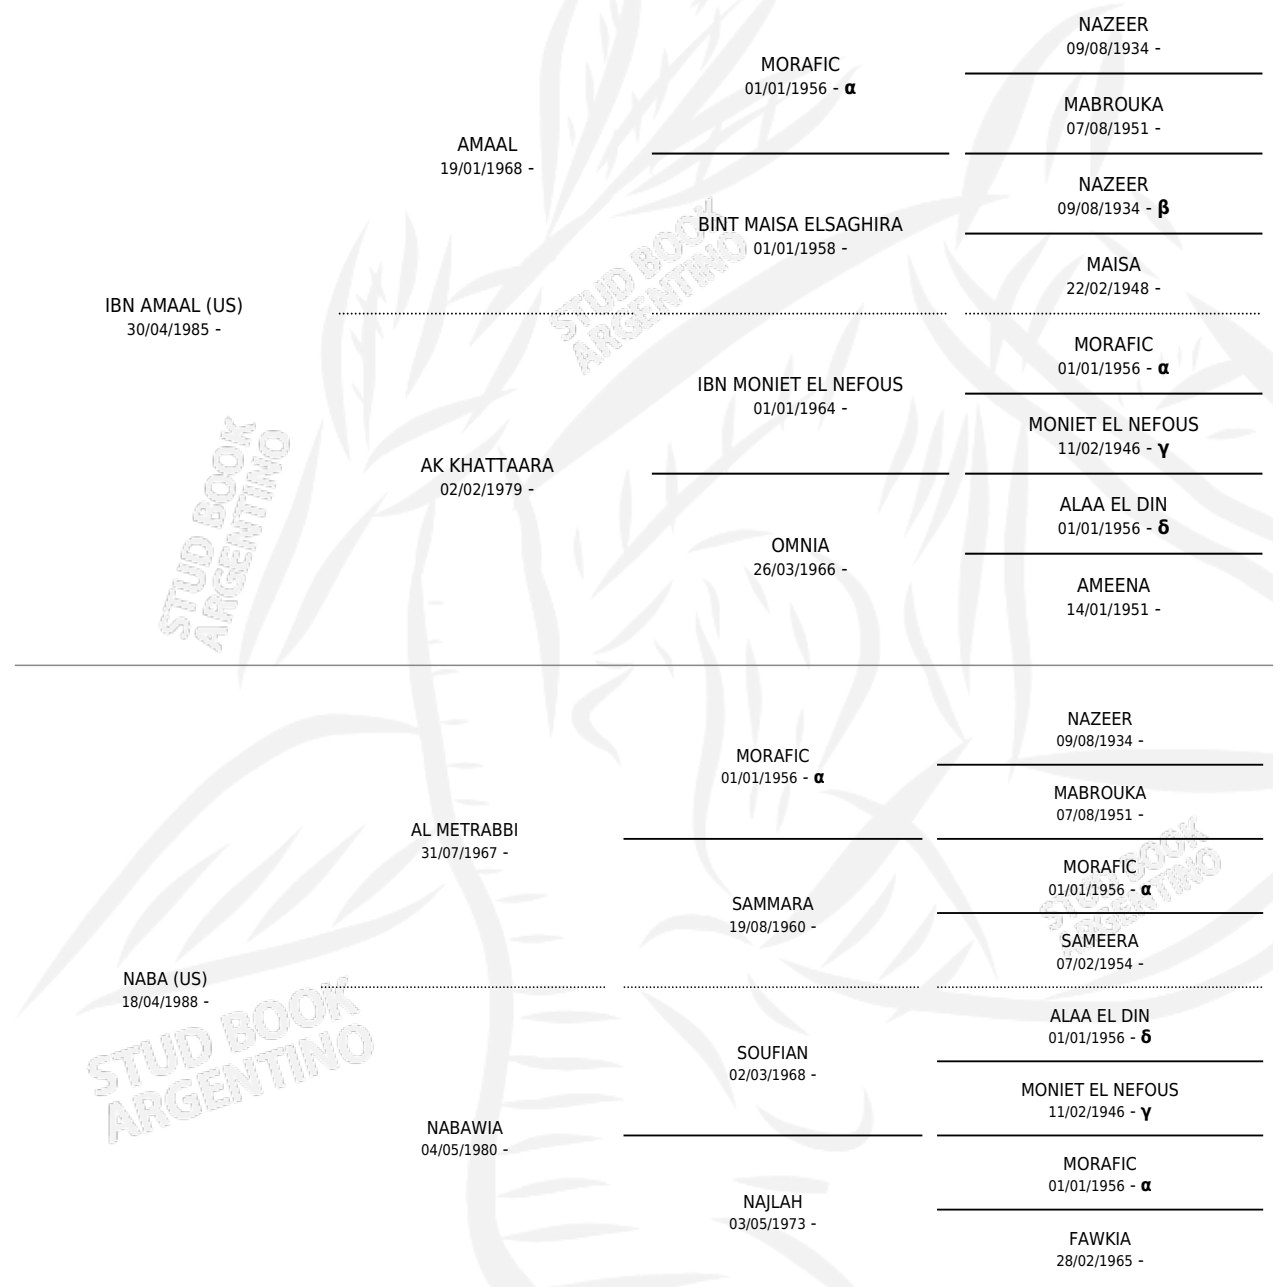 NAZEER
09/08/1934 -
MORAFIC
01/01/1956 - α
MABROUKA
07/08/1951 -
AMAAL
19/01/1968 -
NAZEER
09/08/1934 - β
BINT MAISA ELSAGHIRA
01/01/1958 -
MAISA
22/02/1948 -
IBN AMAAL (US)
30/04/1985 -
MORAFIC
01/01/1956 - α
IBN MONIET EL NEFOUS
01/01/1964 -
MONIET EL NEFOUS
11/02/1946 - γ
AK KHATTAARA
02/02/1979 -
ALAA EL DIN
01/01/1956 - δ
OMNIA
26/03/1966 -
AMEENA
14/01/1951 -
NAZEER
09/08/1934 -
MORAFIC
01/01/1956 - α
MABROUKA
07/08/1951 -
AL METRABBI
31/07/1967 -
MORAFIC
01/01/1956 - α
SAMMARA
19/08/1960 -
SAMEERA
07/02/1954 -
NABA (US)
18/04/1988 -
ALAA EL DIN
01/01/1956 - δ
SOUFIAN
02/03/1968 -
MONIET EL NEFOUS
11/02/1946 - γ
NABAWIA
04/05/1980 -
MORAFIC
01/01/1956 - α
NAJLAH
03/05/1973 -
FAWKIA
28/02/1965 -
STUD BOOK
ARGENTINO
STUD BOOK
ARGENTINO
STUD BOOK
ARGENTINO
STUD BOOK
ARGENTINO